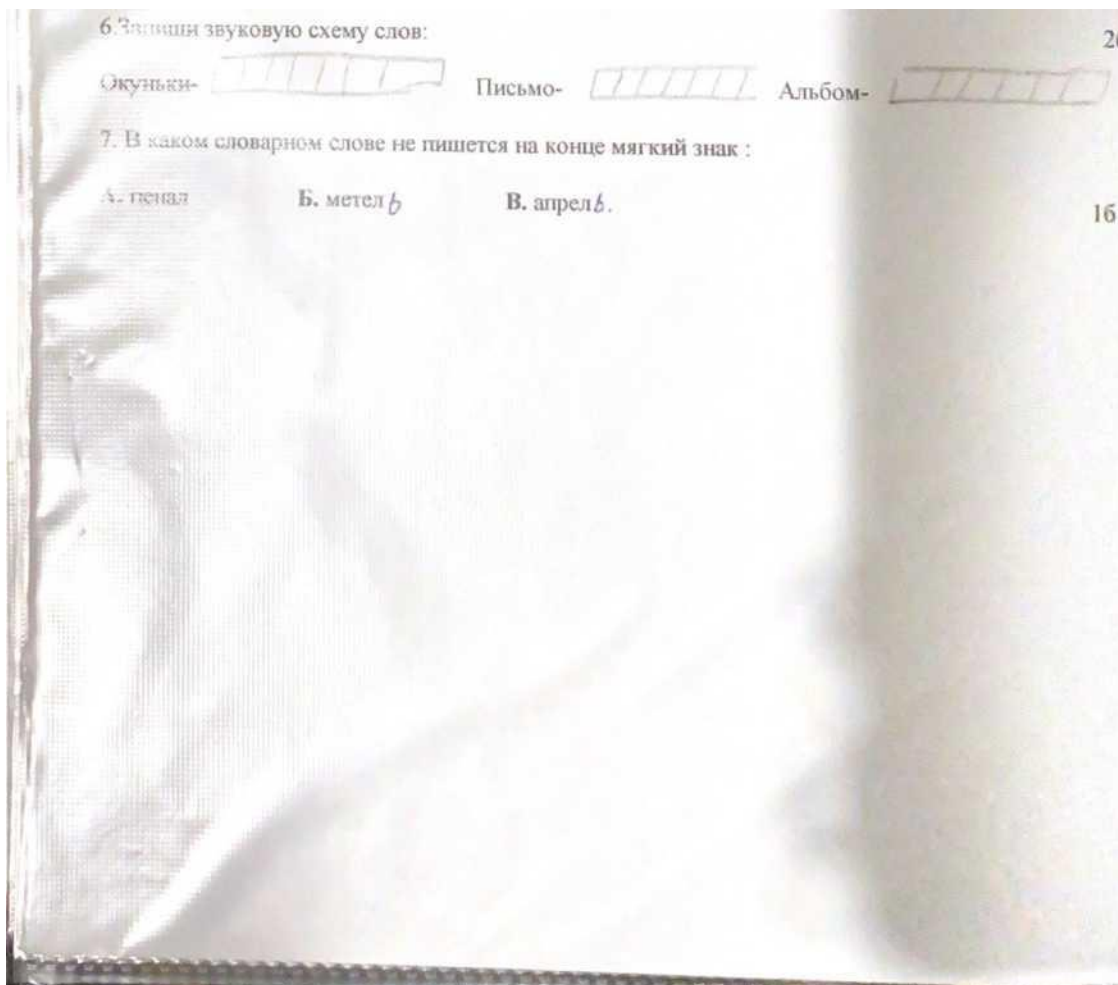 6.Запиши звуковую схему слов:
2
Окуньки- Письмо- Альбом-
7. В каком словарном слове не пишется на конце мягкий знак :
А. пенал Б. метелЬ В. апрелЬ.
1б